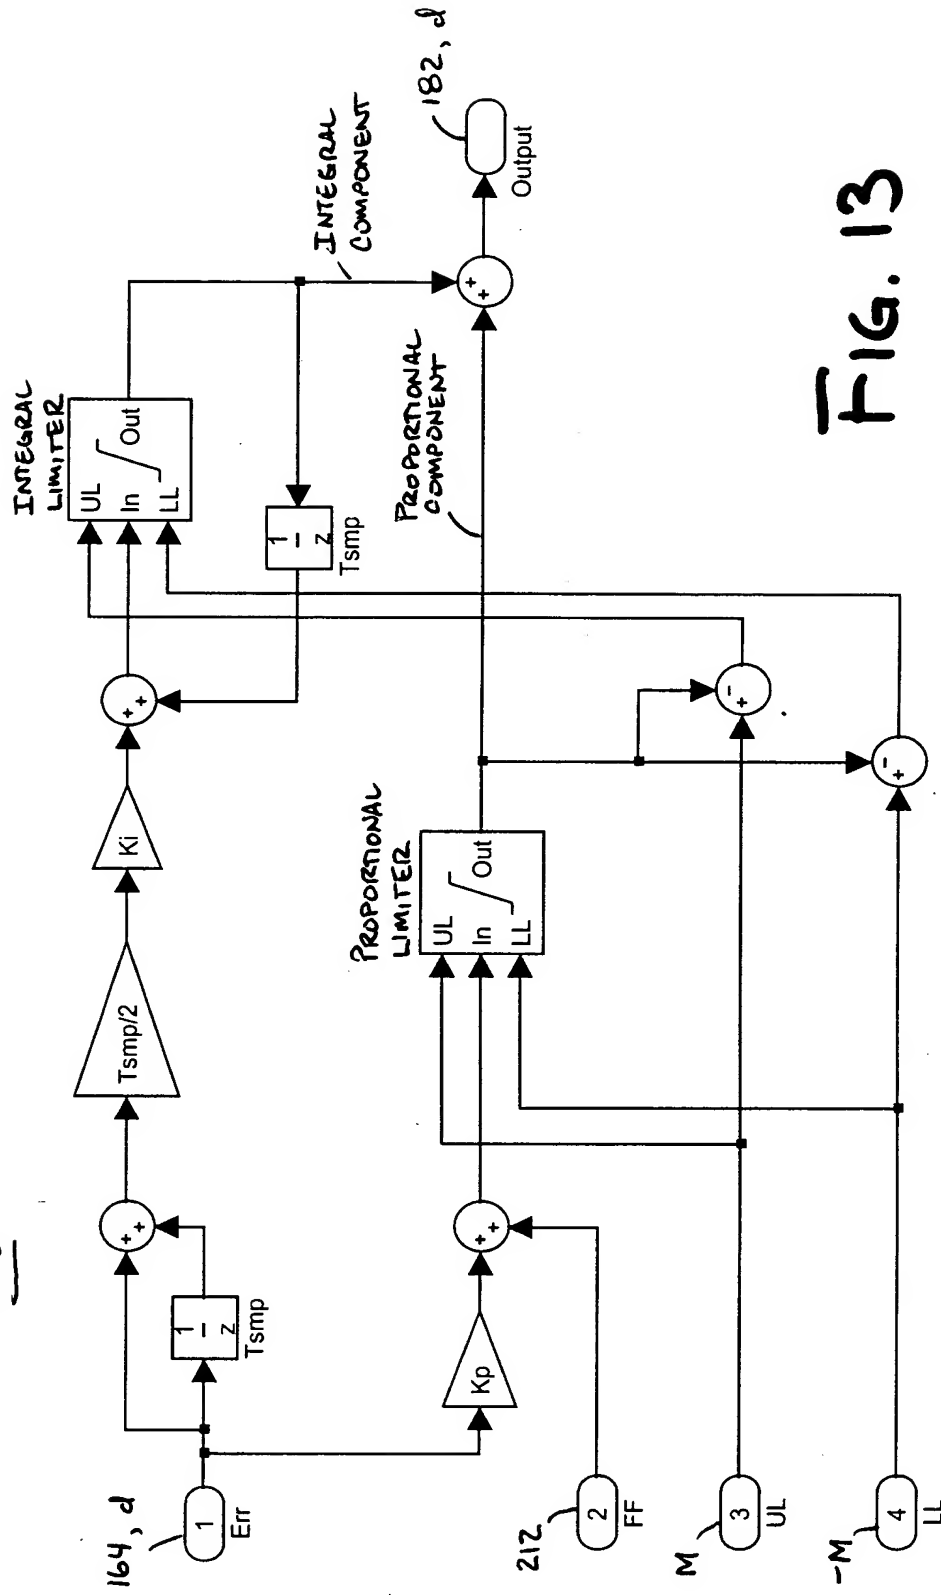 164, d
1
Err
1
z
Tsmp
+
+
Tsmp/2
Ki
+
+
INTEGRAL
LIMITER
UL
In
LL
Out
1
z
Tsmp
INTEGRAL
COMPONENT
Kp
212
2
FF
+
+
PROPORTIONAL
LIMITER
UL
In
LL
Out
PROPORTIONAL
COMPONENT
+
+
182, d
Output
M
3
UL
+
-
-M
4
LL
+
-
FIG. 13